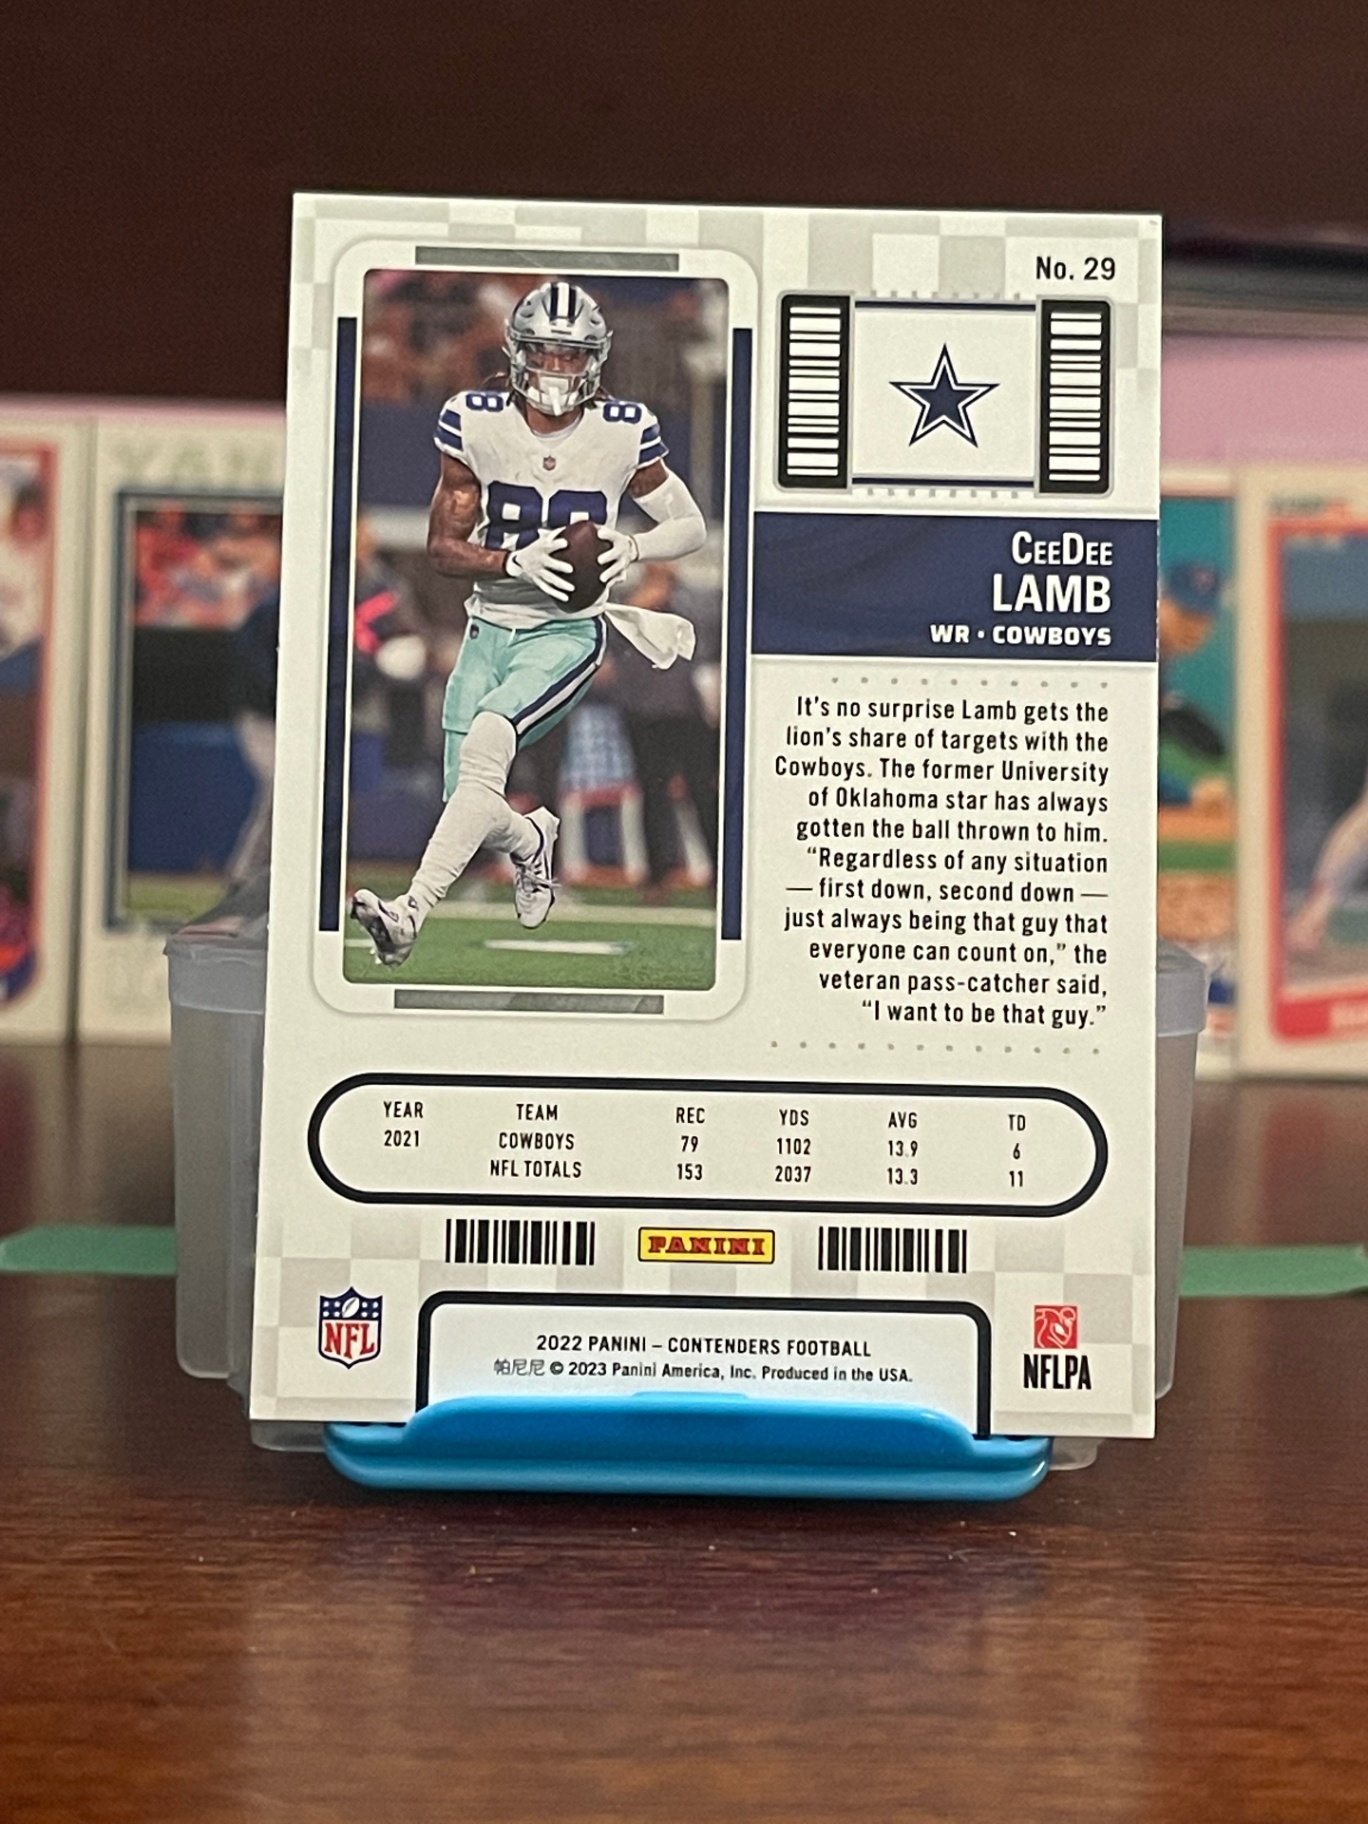 No. 29
CEEDEE
LAMB
WR • COWBOYS
88
It's no surprise Lamb gets the
lion's share of targets with the
Cowboys. The former University
of Oklahoma star has always
gotten the ball thrown to him.
“Regardless of any situation
— first down, second down —
just always being that guy that
everyone can count on,” the
veteran pass-catcher said,
“I want to be that guy.”
YEAR TEAM REC YDS AVG TD
2021 COWBOYS 79 1102 13.9 6
NFL TOTALS 153 2037 13.3 11
PANINI
NFL
2022 PANINI – CONTENDERS FOOTBALL
帕尼尼 © 2023 Panini America, Inc. Produced in the USA.
NFLPA